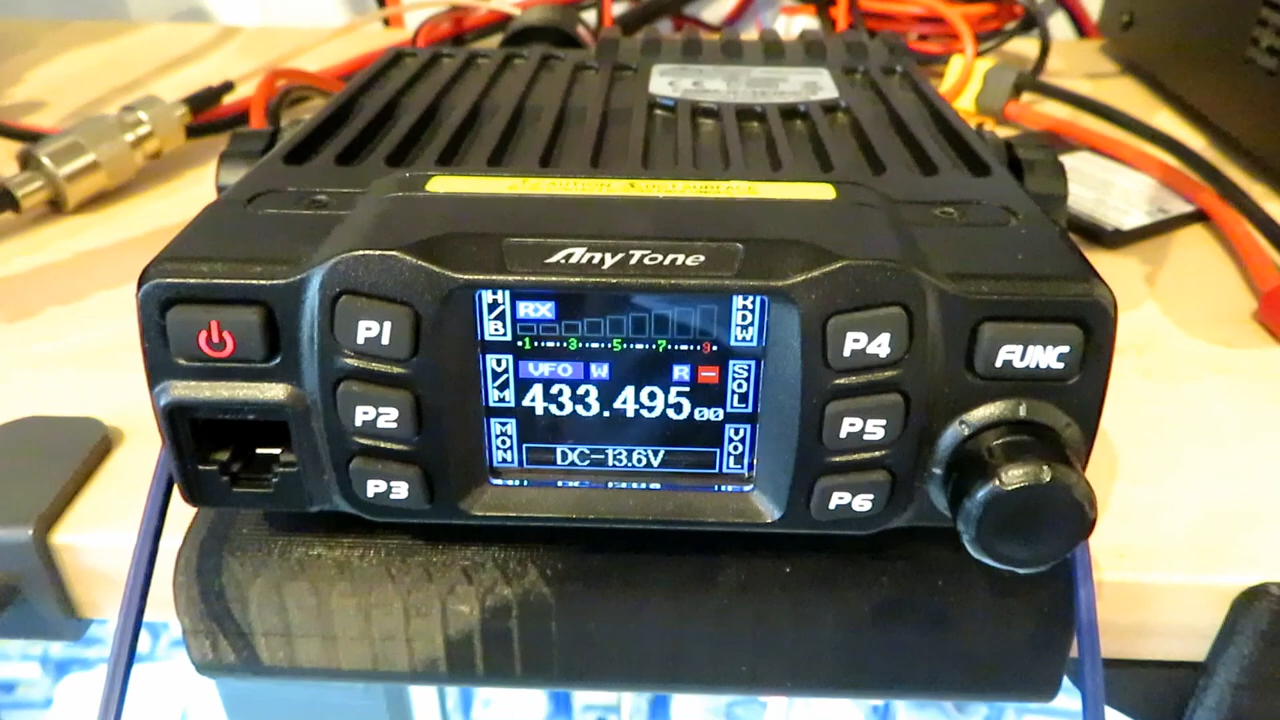 AnyTone
P1
P2
P3
H/B
V/M
MON
RX
1 3 5 7 9
VFO W R −
433.495 00
DC-13.6V
KDW
SQL
VOL
P4
P5
P6
FUNC